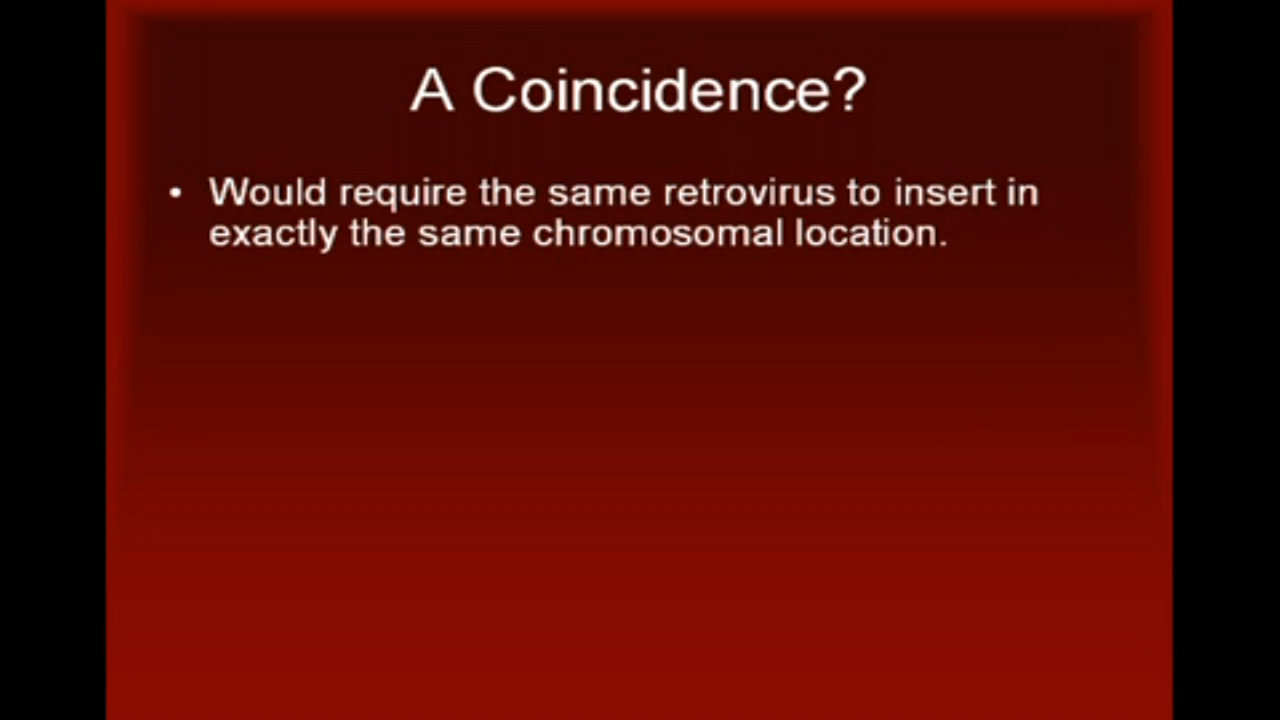 A Coincidence?
• Would require the same retrovirus to insert in
exactly the same chromosomal location.